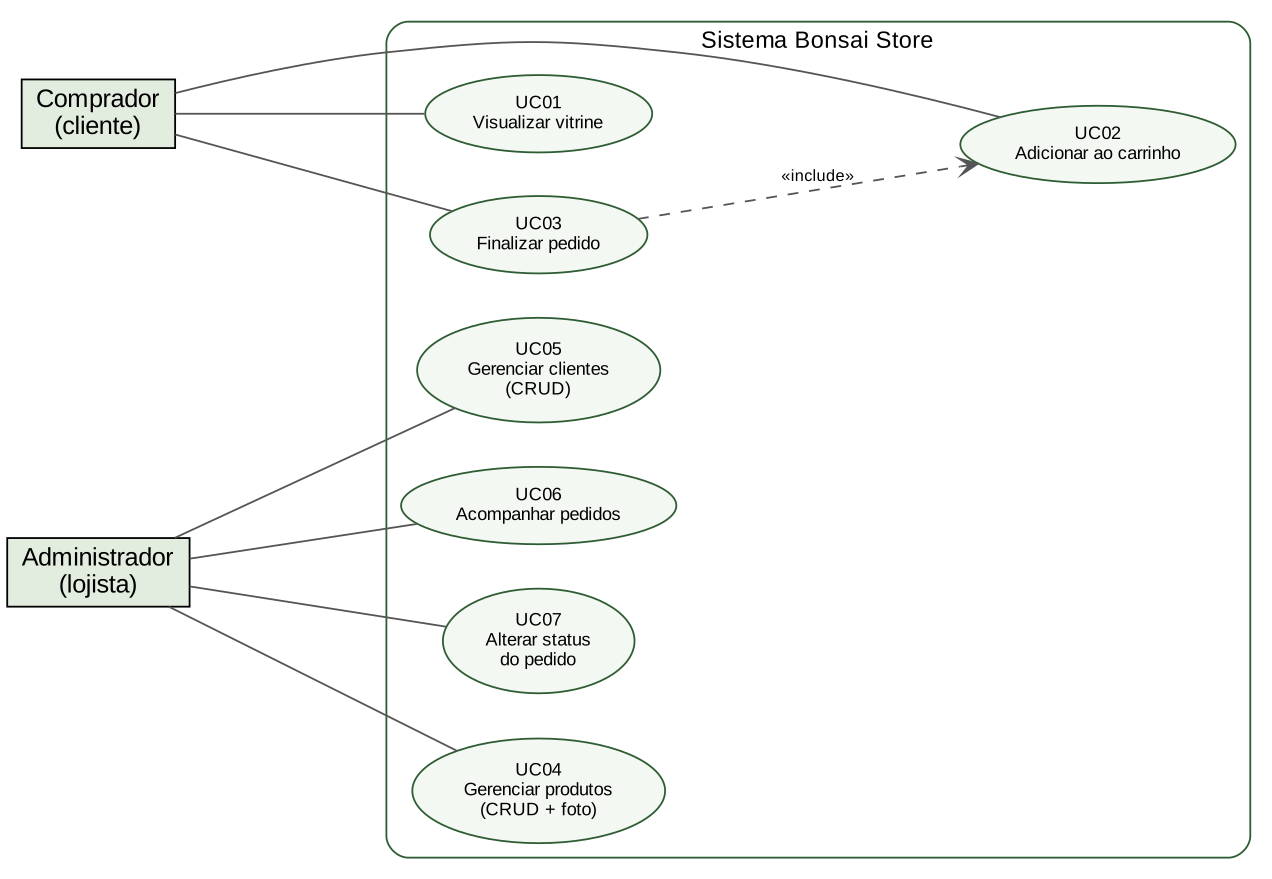 Sistema Bonsai Store
Comprador
(cliente)
UC01
Visualizar vitrine
UC02
Adicionar ao carrinho
«include»
UC03
Finalizar pedido
UC05
Gerenciar clientes
(CRUD)
UC06
Acompanhar pedidos
Administrador
(lojista)
UC07
Alterar status
do pedido
UC04
Gerenciar produtos
(CRUD + foto)